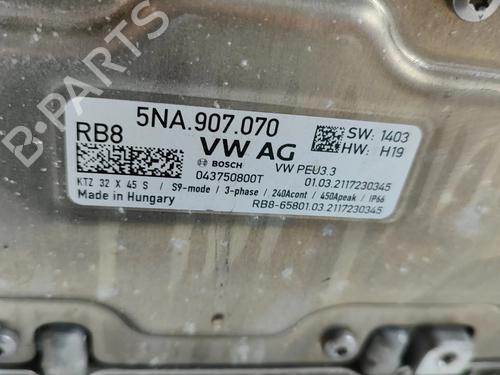 B-PARTS
RB8 5NA.907.070 SW: 1403
VW AG HW: H19
BOSCH VW PEU3.3
043750800T 01.03.2117230345
KTZ 32 X 45 S / S9-mode / 3-phase / 240Acont / 450Apeak / IP66
Made in Hungary RB8-65801.03 2117230345